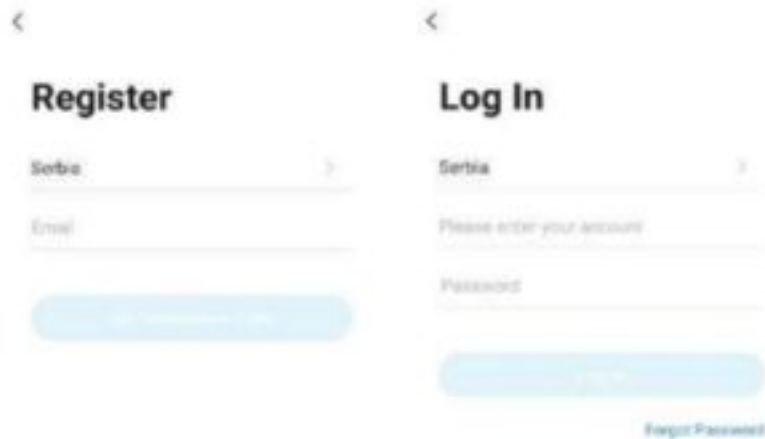 Register
Serbia
Email
Log In
Serbia
Please enter your account
Password
Forgot Password